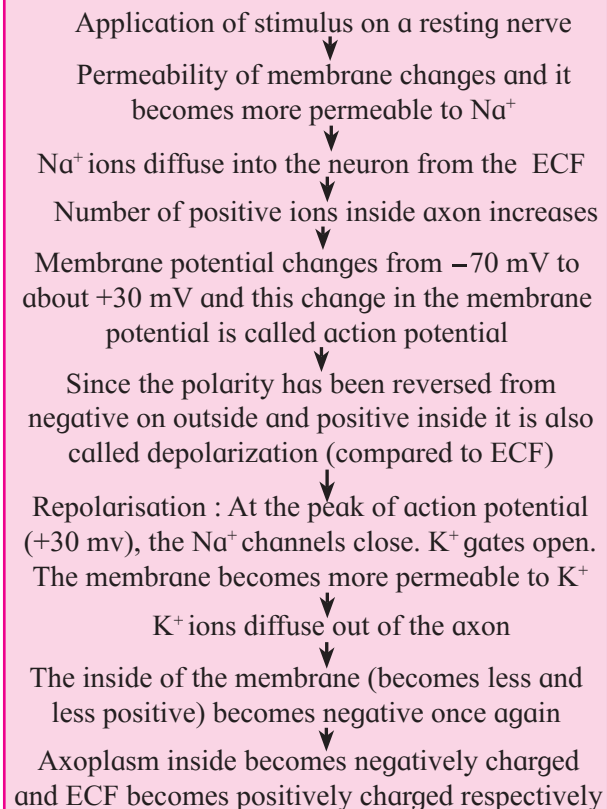 Application of stimulus on a resting nerve
Permeability of membrane changes and it
becomes more permeable to Na⁺
Na⁺ ions diffuse into the neuron from the ECF
Number of positive ions inside axon increases
Membrane potential changes from –70 mV to
about +30 mV and this change in the membrane
potential is called action potential
Since the polarity has been reversed from
negative on outside and positive inside it is also
called depolarization (compared to ECF)
Repolarisation : At the peak of action potential
(+30 mv), the Na⁺ channels close. K⁺ gates open.
The membrane becomes more permeable to K⁺
K⁺ ions diffuse out of the axon
The inside of the membrane (becomes less and
less positive) becomes negative once again
Axoplasm inside becomes negatively charged
and ECF becomes positively charged respectively